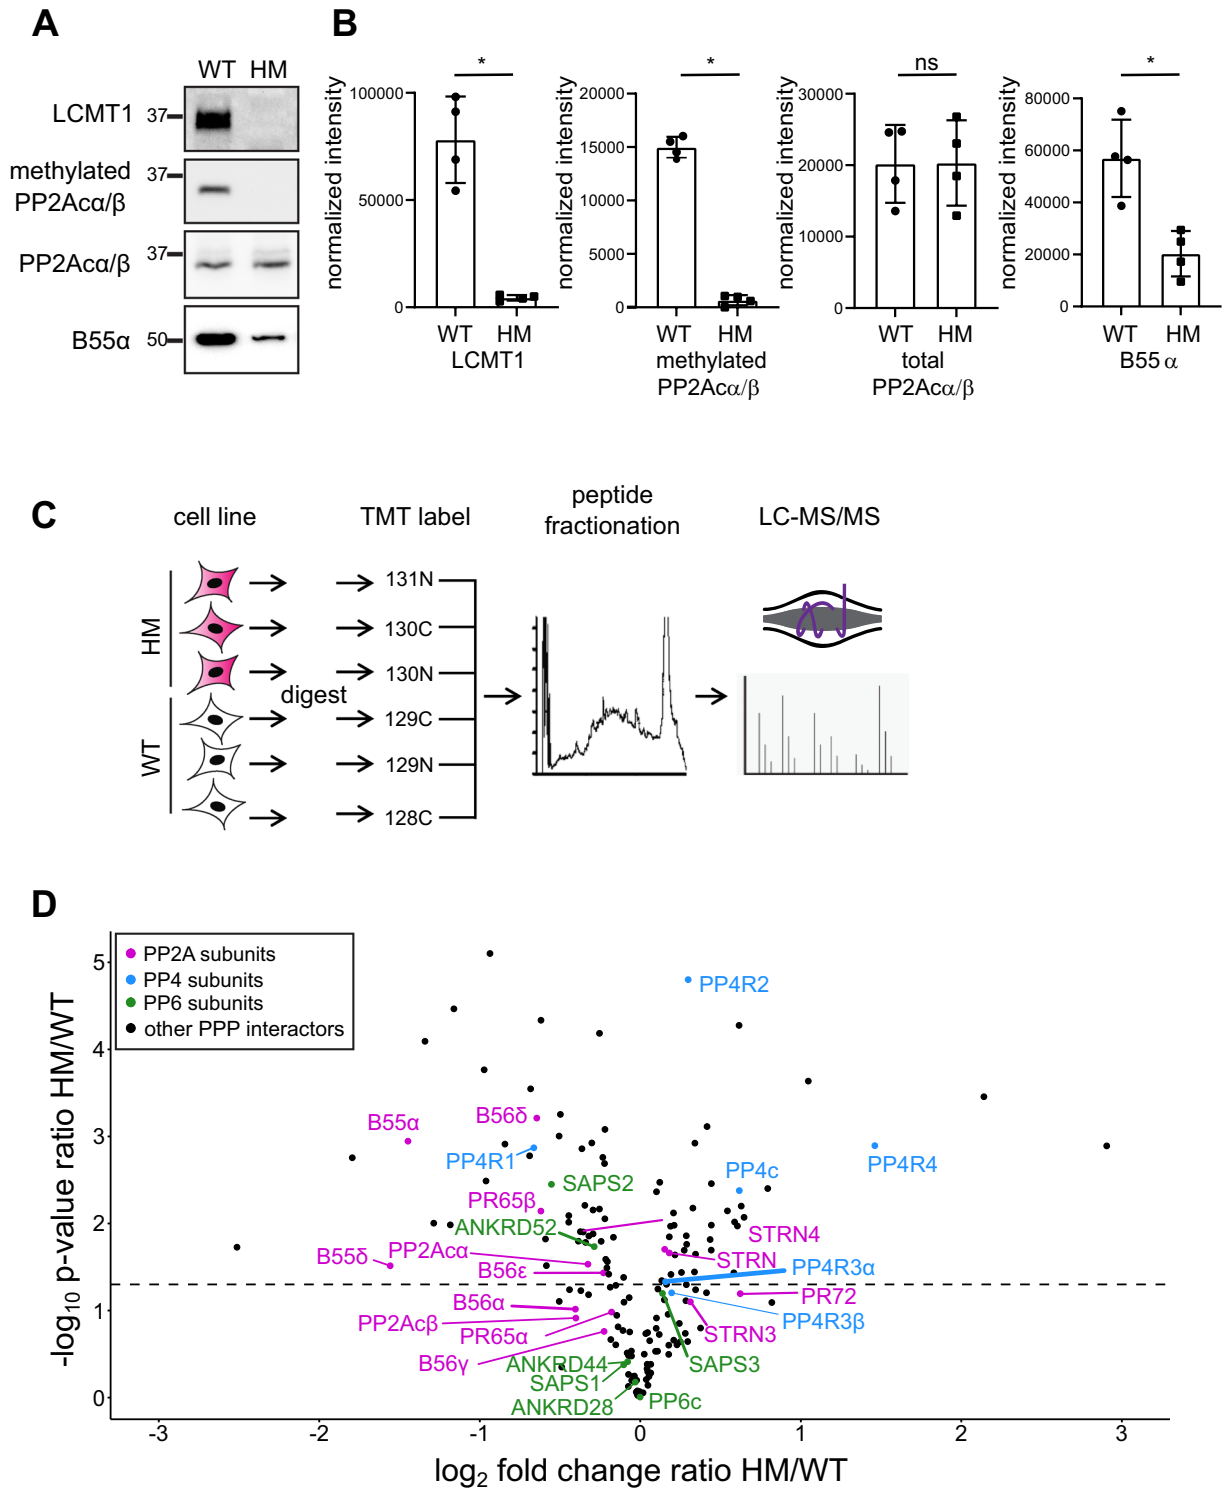 A
WT HM
LCMT1 37
methylated
PP2Acα/β
37
PP2Acα/β 37
B55α 50
B
normalized intensity
100000
50000
0
*
WT HM
LCMT1
normalized intensity
20000
15000
10000
5000
0
*
WT HM
methylated
PP2Acα/β
normalized intensity
30000
20000
10000
0
ns
WT HM
total
PP2Acα/β
normalized intensity
80000
60000
40000
20000
0
*
WT HM
B55 α
C
cell line
TMT label
peptide
fractionation
LC-MS/MS
HM
WT
digest
131N
130C
130N
129C
129N
128C
D
PP2A subunits
PP4 subunits
PP6 subunits
other PPP interactors
-log10 p-value ratio HM/WT
5
4
3
2
1
0
PP4R2
B55α
B56δ
PP4R1
PP4R4
PP4c
SAPS2
PR65β
ANKRD52
STRN4
PP2Acα
B55δ
STRN
B56ε
PP4R3α
B56α
PR72
PP2Acβ
PP4R3β
PR65α
STRN3
B56γ
ANKRD44
SAPS3
SAPS1
ANKRD28
PP6c
-3 -2 -1 0 1 2 3
log2 fold change ratio HM/WT